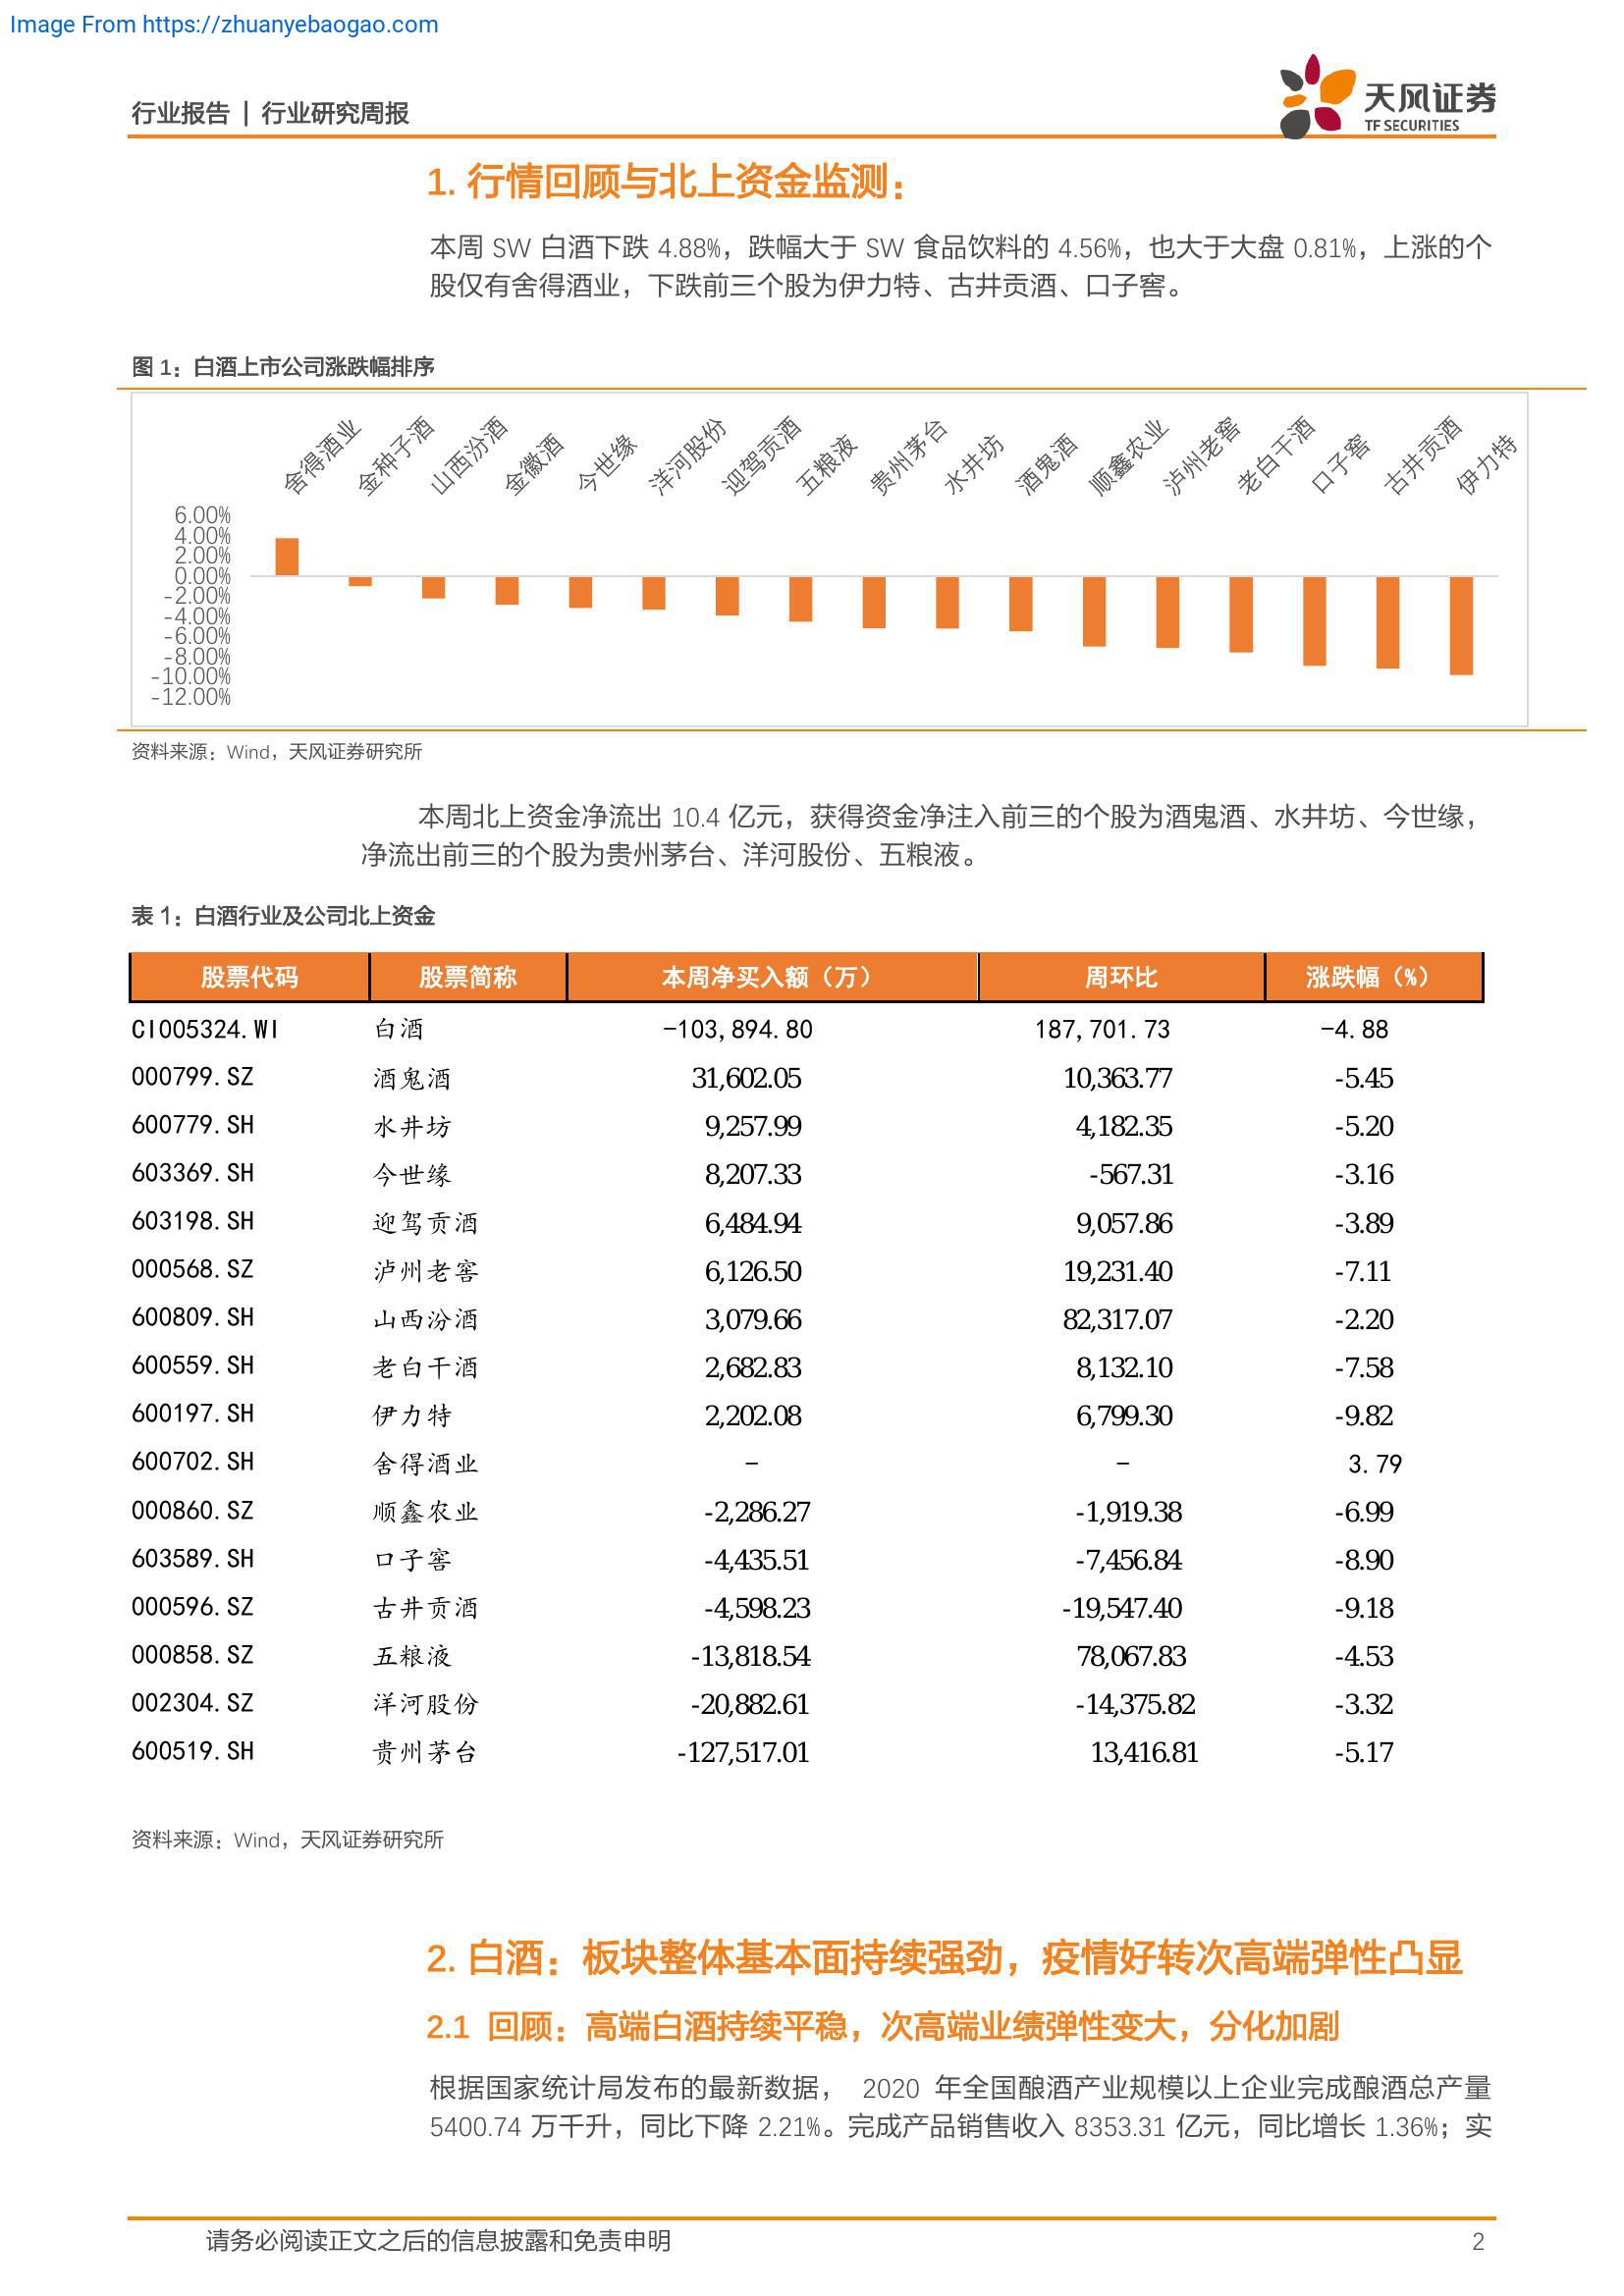 Image From https://zhuanyebaogao.com
行业报告 | 行业研究周报
天风证券
TF SECURITIES
1. 行情回顾与北上资金监测：
本周 SW 白酒下跌 4.88%，跌幅大于 SW 食品饮料的 4.56%，也大于大盘 0.81%，上涨的个
股仅有舍得酒业，下跌前三个股为伊力特、古井贡酒、口子窖。
图 1：白酒上市公司涨跌幅排序
舍得酒业 金种子酒 山西汾酒 金徽酒 今世缘 洋河股份 迎驾贡酒 五粮液 贵州茅台 水井坊 酒鬼酒 顺鑫农业 泸州老窖 老白干酒 口子窖 古井贡酒 伊力特
6.00%
4.00%
2.00%
0.00%
-2.00%
-4.00%
-6.00%
-8.00%
-10.00%
-12.00%
资料来源：Wind，天风证券研究所
本周北上资金净流出 10.4 亿元，获得资金净注入前三的个股为酒鬼酒、水井坊、今世缘，
净流出前三的个股为贵州茅台、洋河股份、五粮液。
表 1：白酒行业及公司北上资金
股票代码 股票简称 本周净买入额（万） 周环比 涨跌幅（%）
CI005324.WI 白酒 -103,894.80 187,701.73 -4.88
000799.SZ 酒鬼酒 31,602.05 10,363.77 -5.45
600779.SH 水井坊 9,257.99 4,182.35 -5.20
603369.SH 今世缘 8,207.33 -567.31 -3.16
603198.SH 迎驾贡酒 6,484.94 9,057.86 -3.89
000568.SZ 泸州老窖 6,126.50 19,231.40 -7.11
600809.SH 山西汾酒 3,079.66 82,317.07 -2.20
600559.SH 老白干酒 2,682.83 8,132.10 -7.58
600197.SH 伊力特 2,202.08 6,799.30 -9.82
600702.SH 舍得酒业 - - 3.79
000860.SZ 顺鑫农业 -2,286.27 -1,919.38 -6.99
603589.SH 口子窖 -4,435.51 -7,456.84 -8.90
000596.SZ 古井贡酒 -4,598.23 -19,547.40 -9.18
000858.SZ 五粮液 -13,818.54 78,067.83 -4.53
002304.SZ 洋河股份 -20,882.61 -14,375.82 -3.32
600519.SH 贵州茅台 -127,517.01 13,416.81 -5.17
资料来源：Wind，天风证券研究所
2. 白酒：板块整体基本面持续强劲，疫情好转次高端弹性凸显
2.1 回顾：高端白酒持续平稳，次高端业绩弹性变大，分化加剧
根据国家统计局发布的最新数据， 2020 年全国酿酒产业规模以上企业完成酿酒总产量
5400.74 万千升，同比下降 2.21%。完成产品销售收入 8353.31 亿元，同比增长 1.36%；实
请务必阅读正文之后的信息披露和免责申明 2